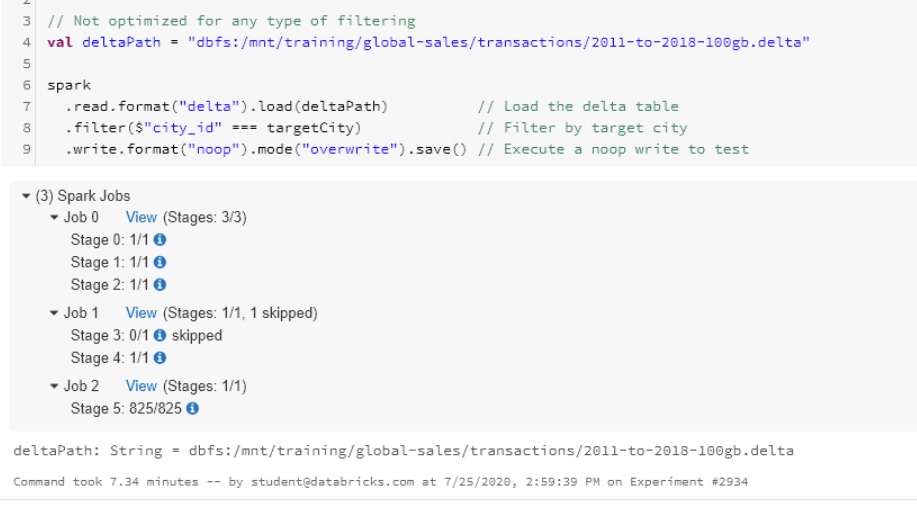 3 // Not optimized for any type of filtering
4 val deltaPath = "dbfs:/mnt/training/global-sales/transactions/2011-to-2018-100gb.delta"
5
6 spark
7 .read.format("delta").load(deltaPath) // Load the delta table
8 .filter($"city_id" === targetCity) // Filter by target city
9 .write.format("noop").mode("overwrite").save() // Execute a noop write to test
(3) Spark Jobs
Job 0 View (Stages: 3/3)
Stage 0: 1/1
Stage 1: 1/1
Stage 2: 1/1
Job 1 View (Stages: 1/1, 1 skipped)
Stage 3: 0/1 skipped
Stage 4: 1/1
Job 2 View (Stages: 1/1)
Stage 5: 825/825
deltaPath: String = dbfs:/mnt/training/global-sales/transactions/2011-to-2018-100gb.delta
Command took 7.34 minutes -- by student@databricks.com at 7/25/2020, 2:59:39 PM on Experiment #2934